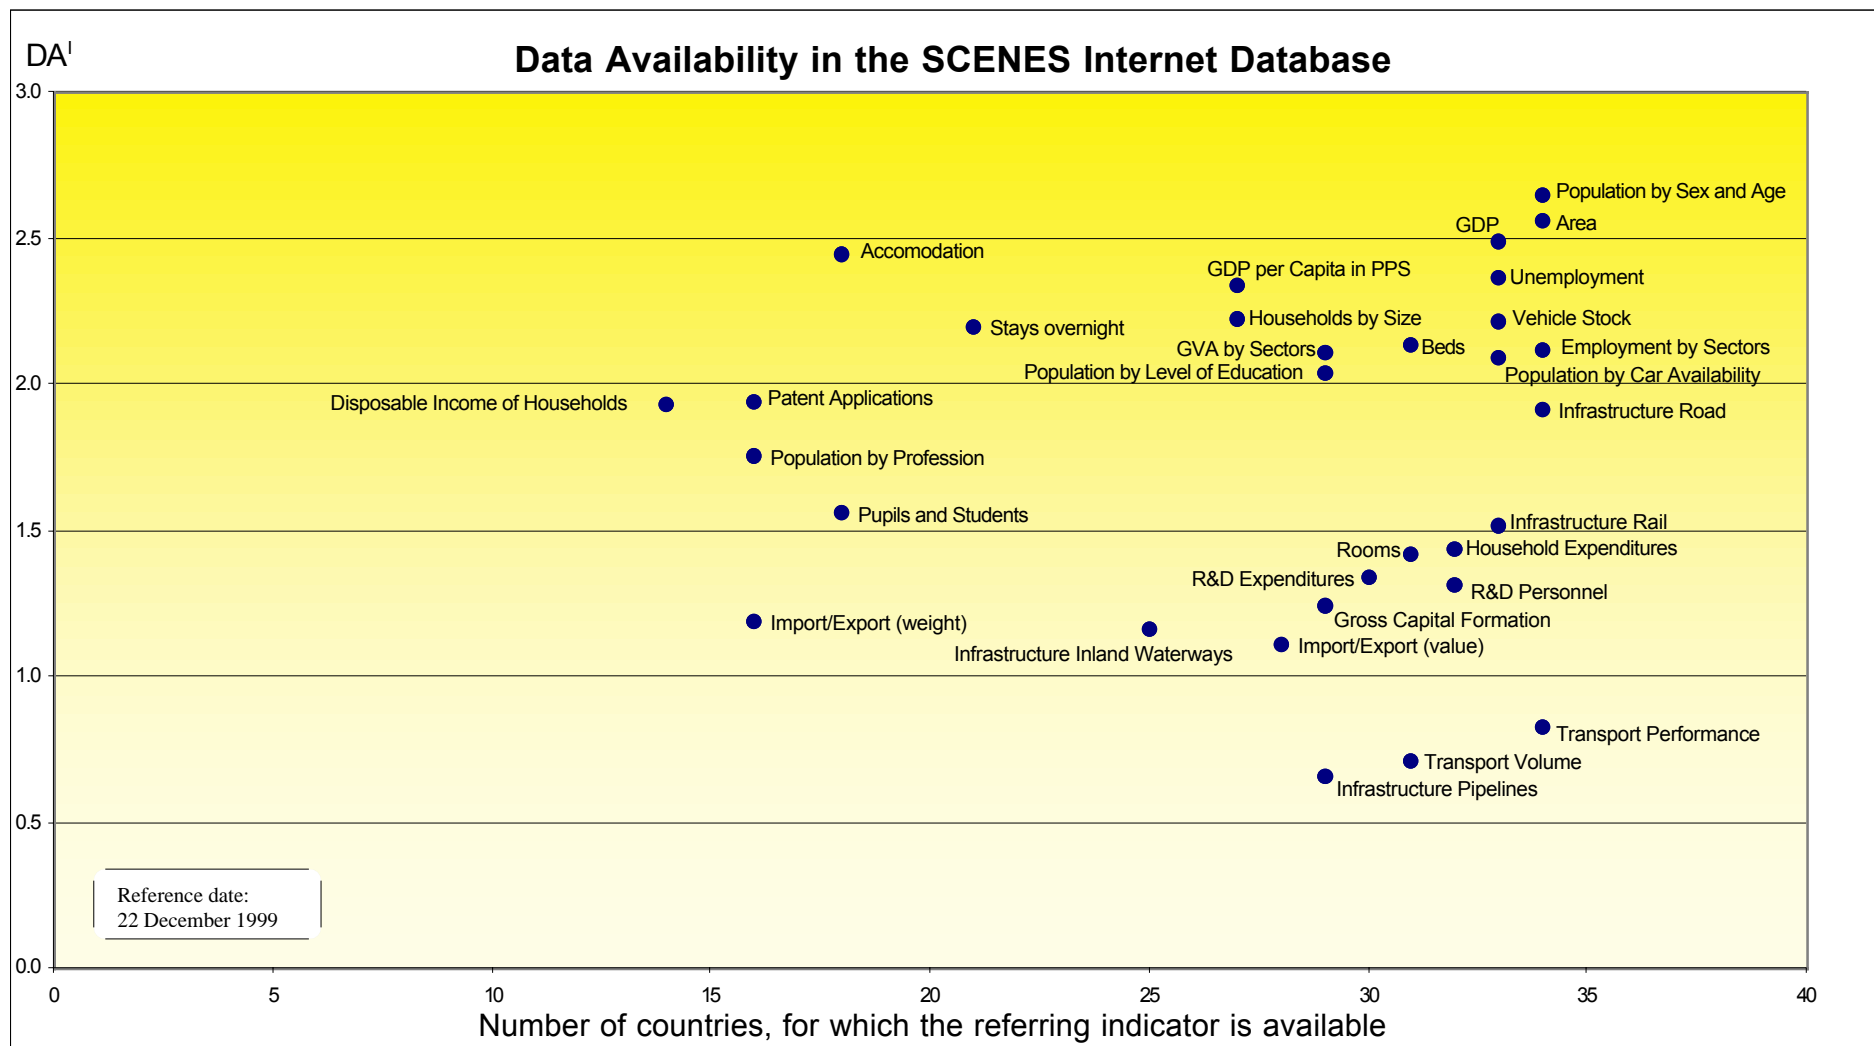 DAᴵ
Data Availability in the SCENES Internet Database
3.0
Population by Sex and Age
Area
GDP
2.5
Accomodation
GDP per Capita in PPS
Unemployment
Households by Size
Vehicle Stock
Stays overnight
GVA by Sectors
Beds
Employment by Sectors
Population by Level of Education
Population by Car Availability
2.0
Disposable Income of Households
Patent Applications
Infrastructure Road
Population by Profession
Pupils and Students
Infrastructure Rail
1.5
Rooms
Household Expenditures
R&D Expenditures
R&D Personnel
Import/Export (weight)
Gross Capital Formation
Infrastructure Inland Waterways
Import/Export (value)
1.0
Transport Performance
Transport Volume
Infrastructure Pipelines
0.5
Reference date:
22 December 1999
0.0
0 5 10 15 20 25 30 35 40
Number of countries, for which the referring indicator is available